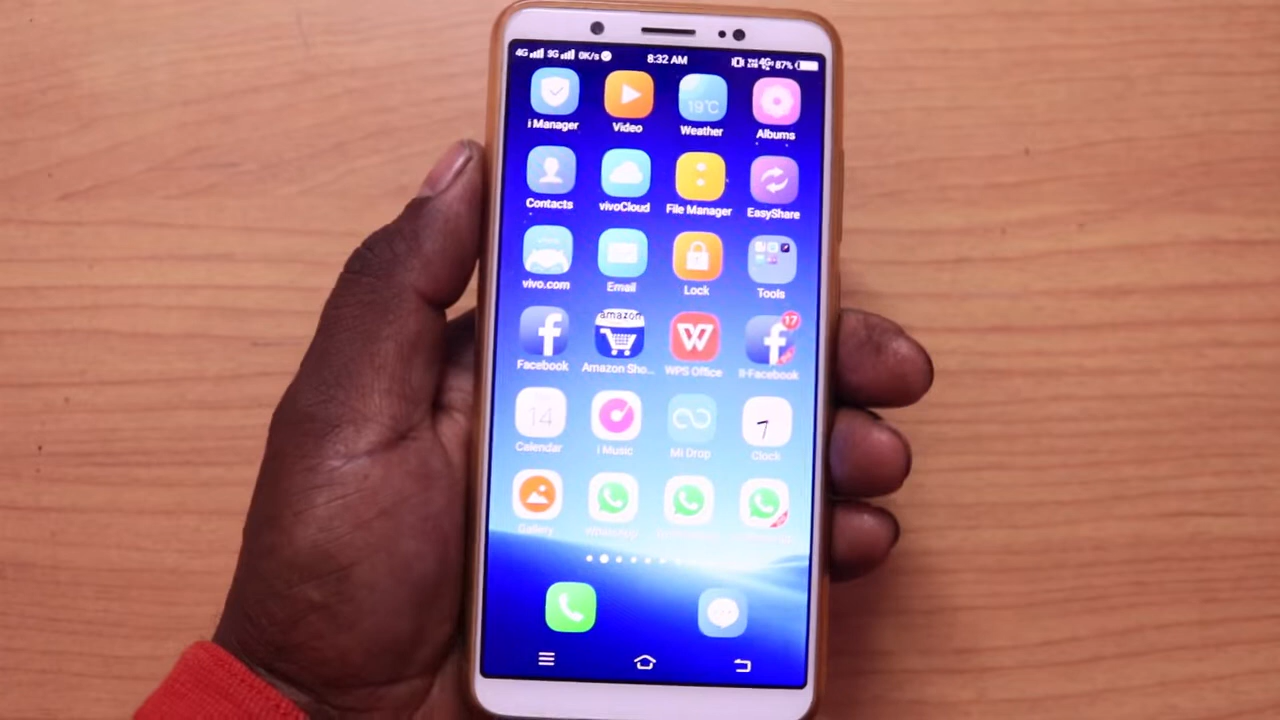 4G 3G 0K/s 8:32 AM 4G 87%
19°C
i Manager Video Weather Albums
Contacts vivoCloud File Manager EasyShare
vivo.com Email Lock Tools
amazon 17
Facebook Amazon Sho... WPS Office II-Facebook
14
Calendar i Music Mi Drop Clock
Gallery WhatsApp